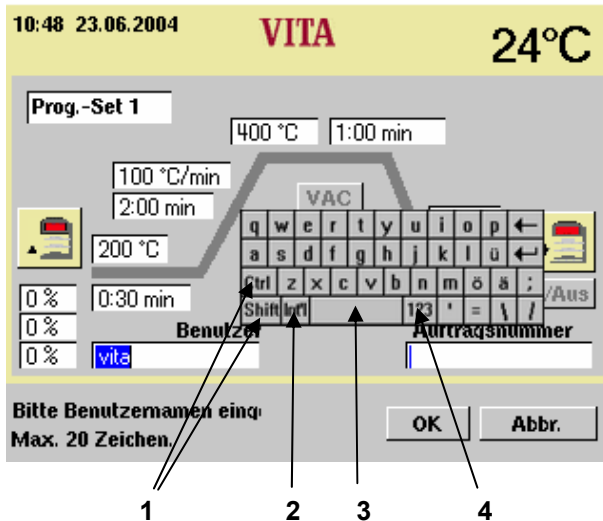 10:48 23.06.2004 VITA 24°C
Prog.-Set 1
400 °C 1:00 min
100 °C/min
VAC
2:00 min
q w e r t y u i o p ←
200 °C a s d f g h j k l ü ↵
Ctrl z x c v b n m ö ä ;
0 % 0:30 min /Aus
Shift Int'l 123 ' = \ /
0 % Benutzer Auftragsnummer
0 % vita
Bitte Benutzernamen eing
Max. 20 Zeichen. OK Abbr.
1 2 3 4